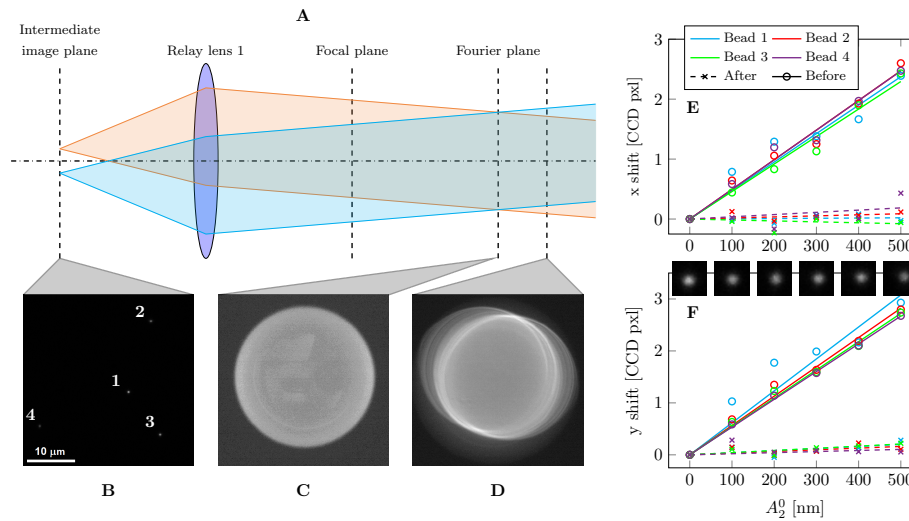 A
Intermediate
image plane
Relay lens 1
Focal plane
Fourier plane
1
2
3
4
10 μm
B
C
D
Bead 1
Bead 2
Bead 3
Bead 4
After
Before
E
x shift [CCD pxl]
3
2
1
0
0 100 200 300 400 500
F
y shift [CCD pxl]
3
2
1
0
0 100 200 300 400 500
A⁰₂ [nm]